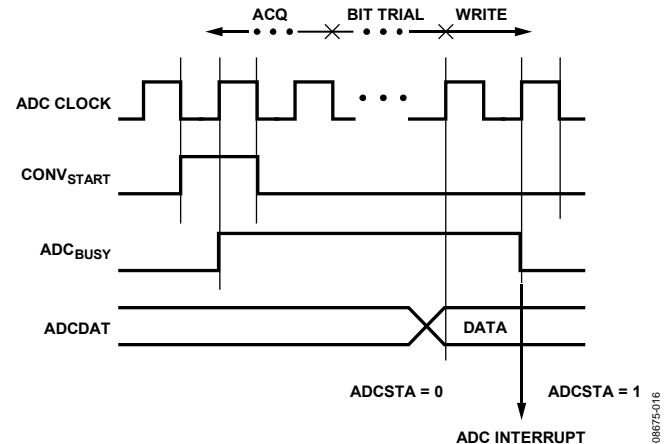 ACQ BIT TRIAL WRITE
ADC CLOCK
CONVSTART
ADCBUSY
ADCDAT
DATA
ADCSTA = 0 ADCSTA = 1
ADC INTERRUPT
08675-016